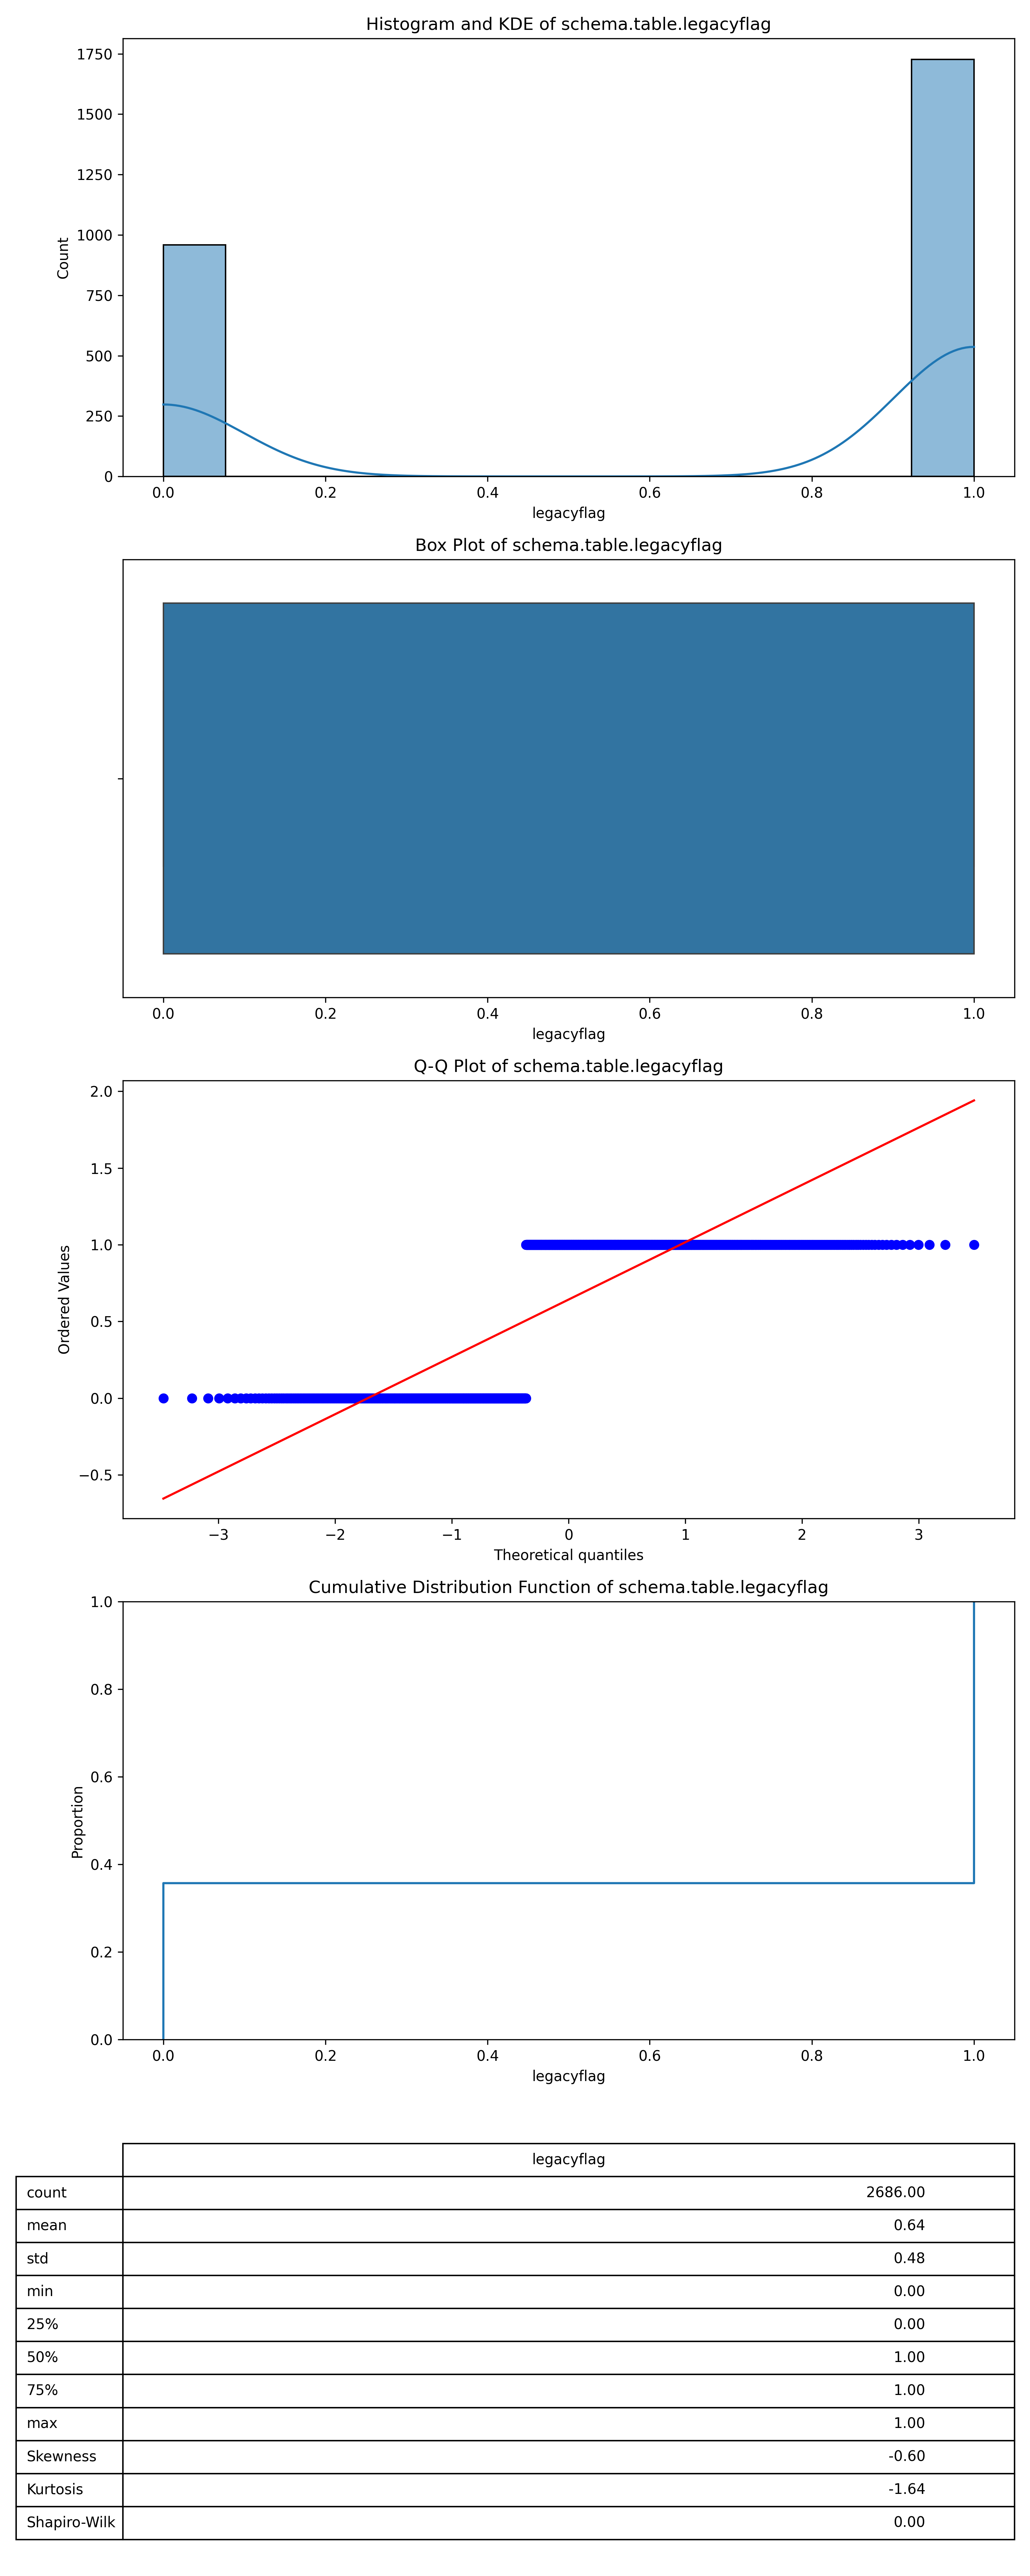 Histogram and KDE of schema.table.legacyflag
1750
1500
1250
1000
750
500
250
0
Count
0.0 0.2 0.4 0.6 0.8 1.0
legacyflag
Box Plot of schema.table.legacyflag
0.0 0.2 0.4 0.6 0.8 1.0
legacyflag
Q-Q Plot of schema.table.legacyflag
2.0
1.5
1.0
0.5
0.0
−0.5
Ordered Values
−3 −2 −1 0 1 2 3
Theoretical quantiles
Cumulative Distribution Function of schema.table.legacyflag
1.0
0.8
0.6
0.4
0.2
0.0
Proportion
0.0 0.2 0.4 0.6 0.8 1.0
legacyflag
legacyflag
count 2686.00
mean 0.64
std 0.48
min 0.00
25% 0.00
50% 1.00
75% 1.00
max 1.00
Skewness -0.60
Kurtosis -1.64
Shapiro-Wilk 0.00